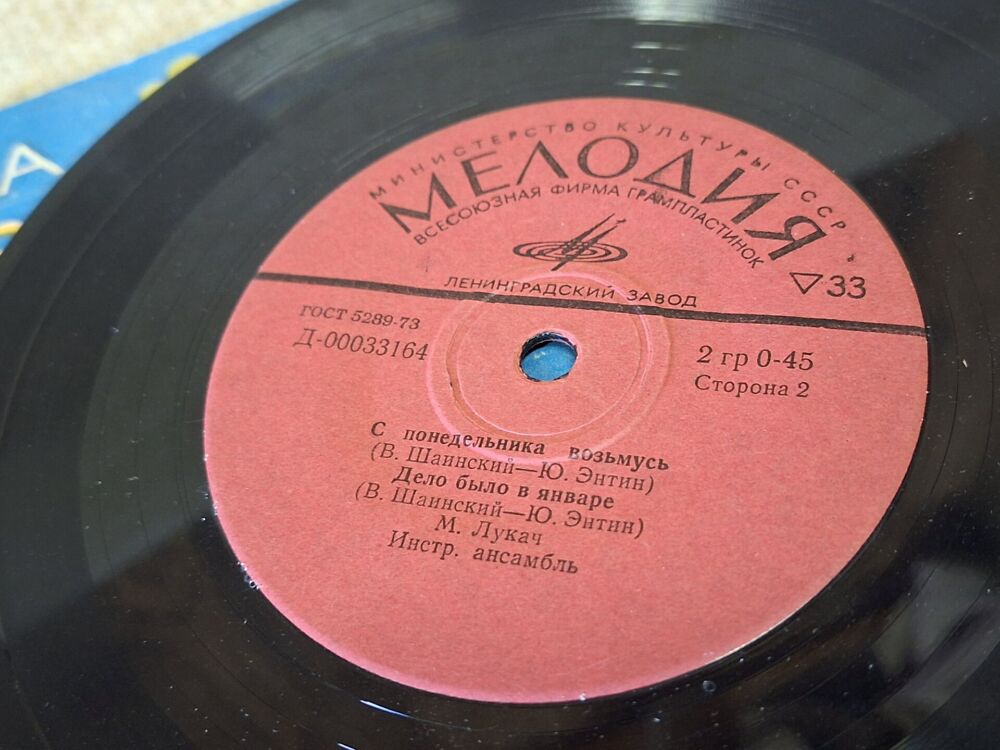 А
МИНИСТЕРСТВО КУЛЬТУРЫ СССР
МЕЛОДИЯ
ВСЕСОЮЗНАЯ ФИРМА ГРАМПЛАСТИНОК
33
ЛЕНИНГРАДСКИЙ ЗАВОД
ГОСТ 5289-73
Д-00033164
2 гр 0-45
Сторона 2
С понедельника возьмусь
(В. Шаинский—Ю. Энтин)
Дело было в январе
(В. Шаинский—Ю. Энтин)
М. Лукач
Инстр. ансамбль